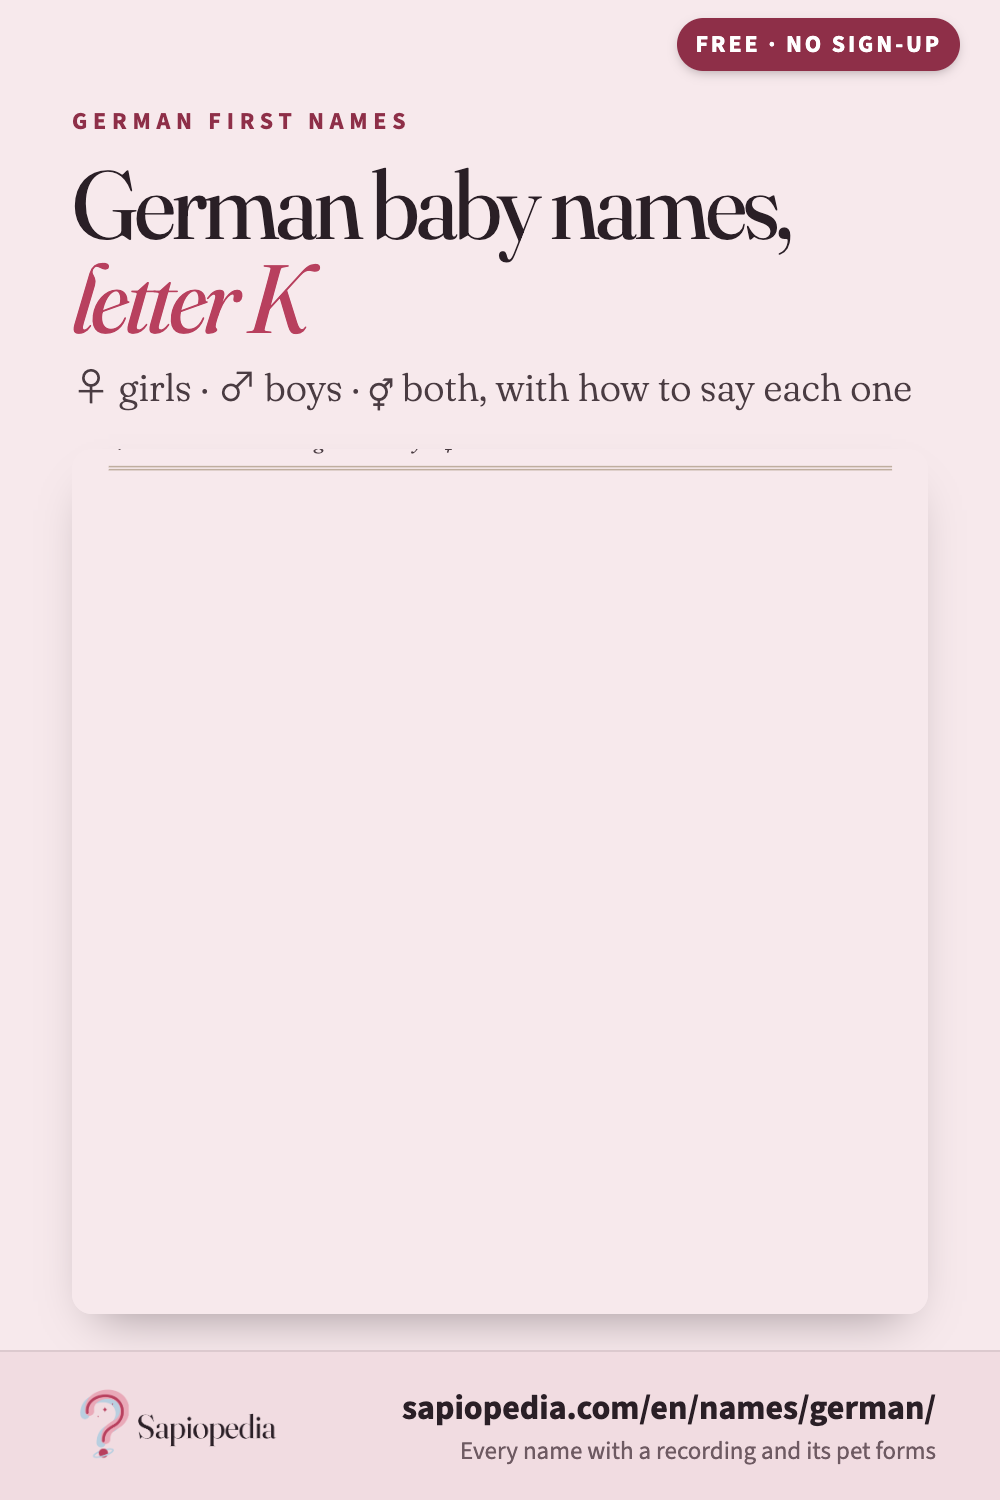 FREE · NO SIGN-UP
GERMAN FIRST NAMES
German baby names,
letter K
♀ girls · ♂ boys · ⚥ both, with how to say each one
Sapiopedia
sapiopedia.com/en/names/german/
Every name with a recording and its pet forms